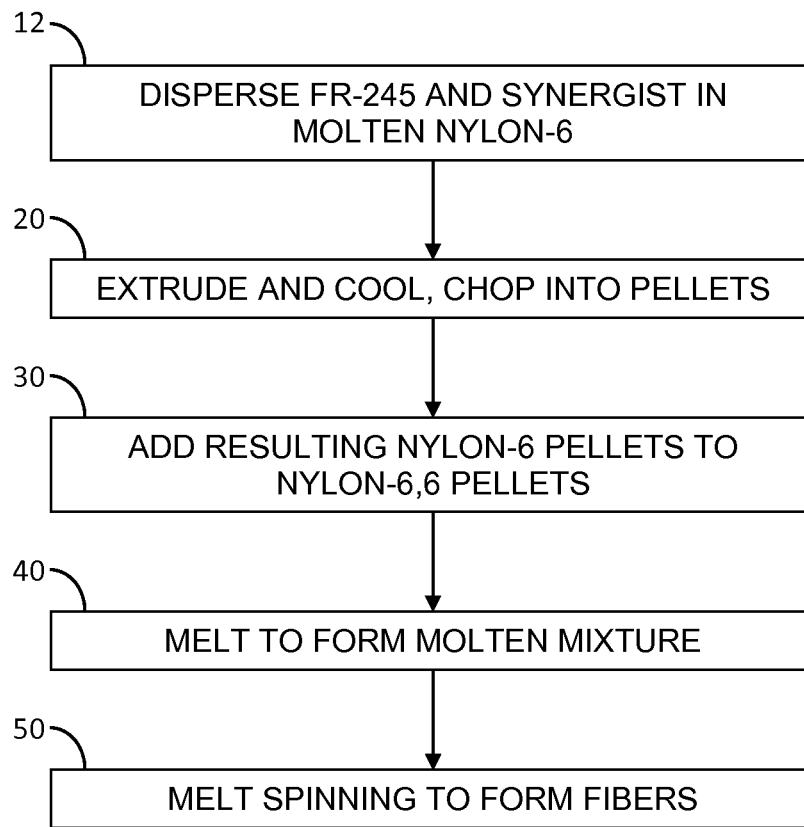 12
DISPERSE FR-245 AND SYNERGIST IN
MOLTEN NYLON-6
20
EXTRUDE AND COOL, CHOP INTO PELLETS
30
ADD RESULTING NYLON-6 PELLETS TO
NYLON-6,6 PELLETS
40
MELT TO FORM MOLTEN MIXTURE
50
MELT SPINNING TO FORM FIBERS